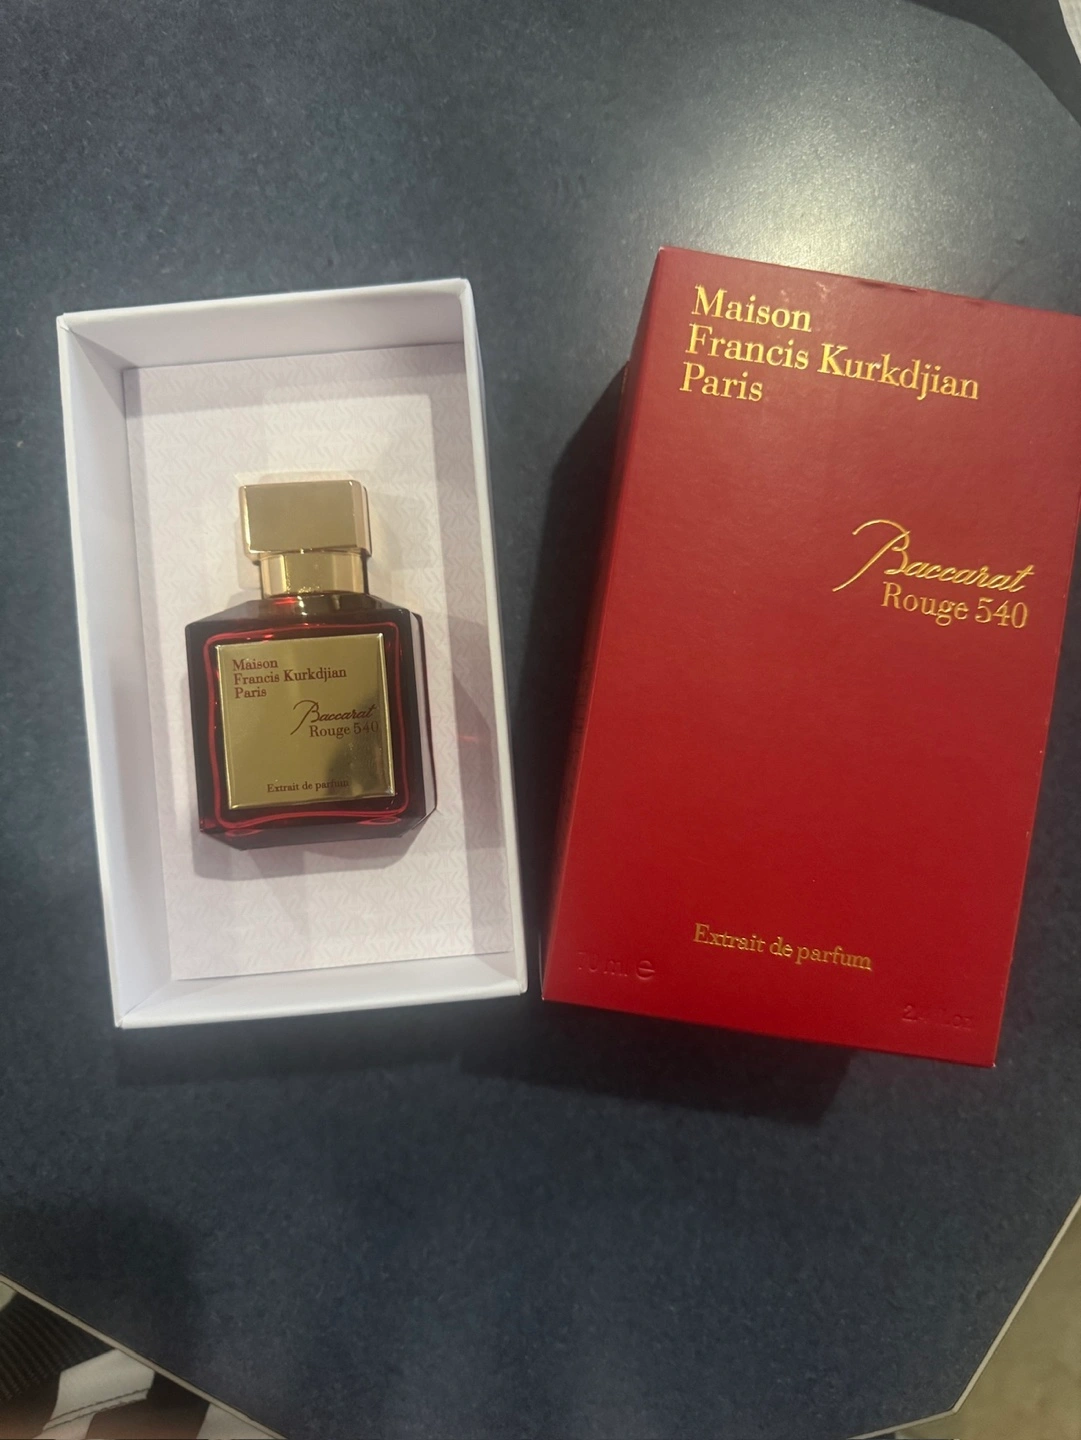 Maison
Francis Kurkdjian
Paris
Baccarat
Rouge 540
Extrait de parfum
Maison
Francis Kurkdjian
Paris
Baccarat
Rouge 540
Extrait de parfum